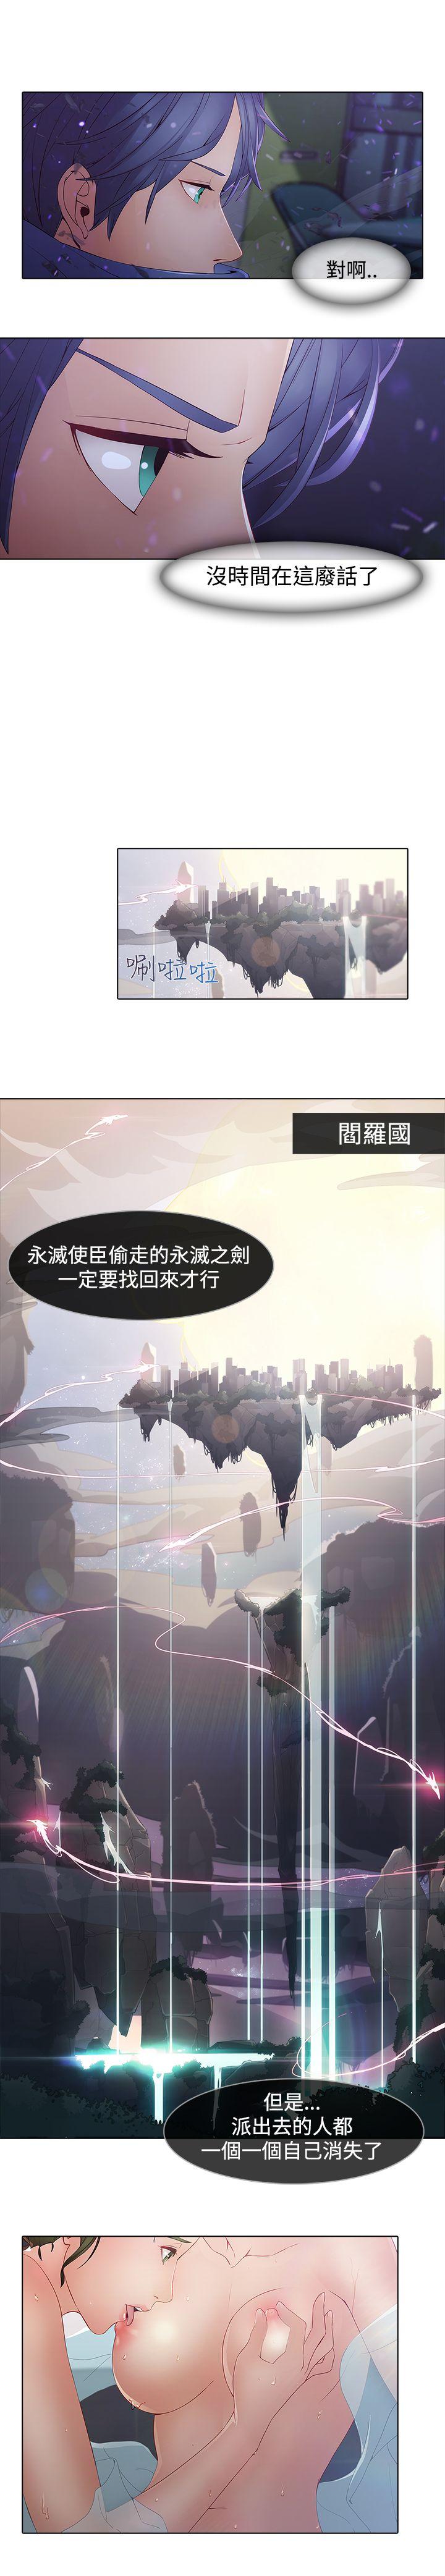 對啊..
沒時間在這廢話了
唰啦啦
閻羅國
永滅使臣偷走的永滅之劍
一定要找回來才行
但是...
派出去的人都
一個一個自己消失了